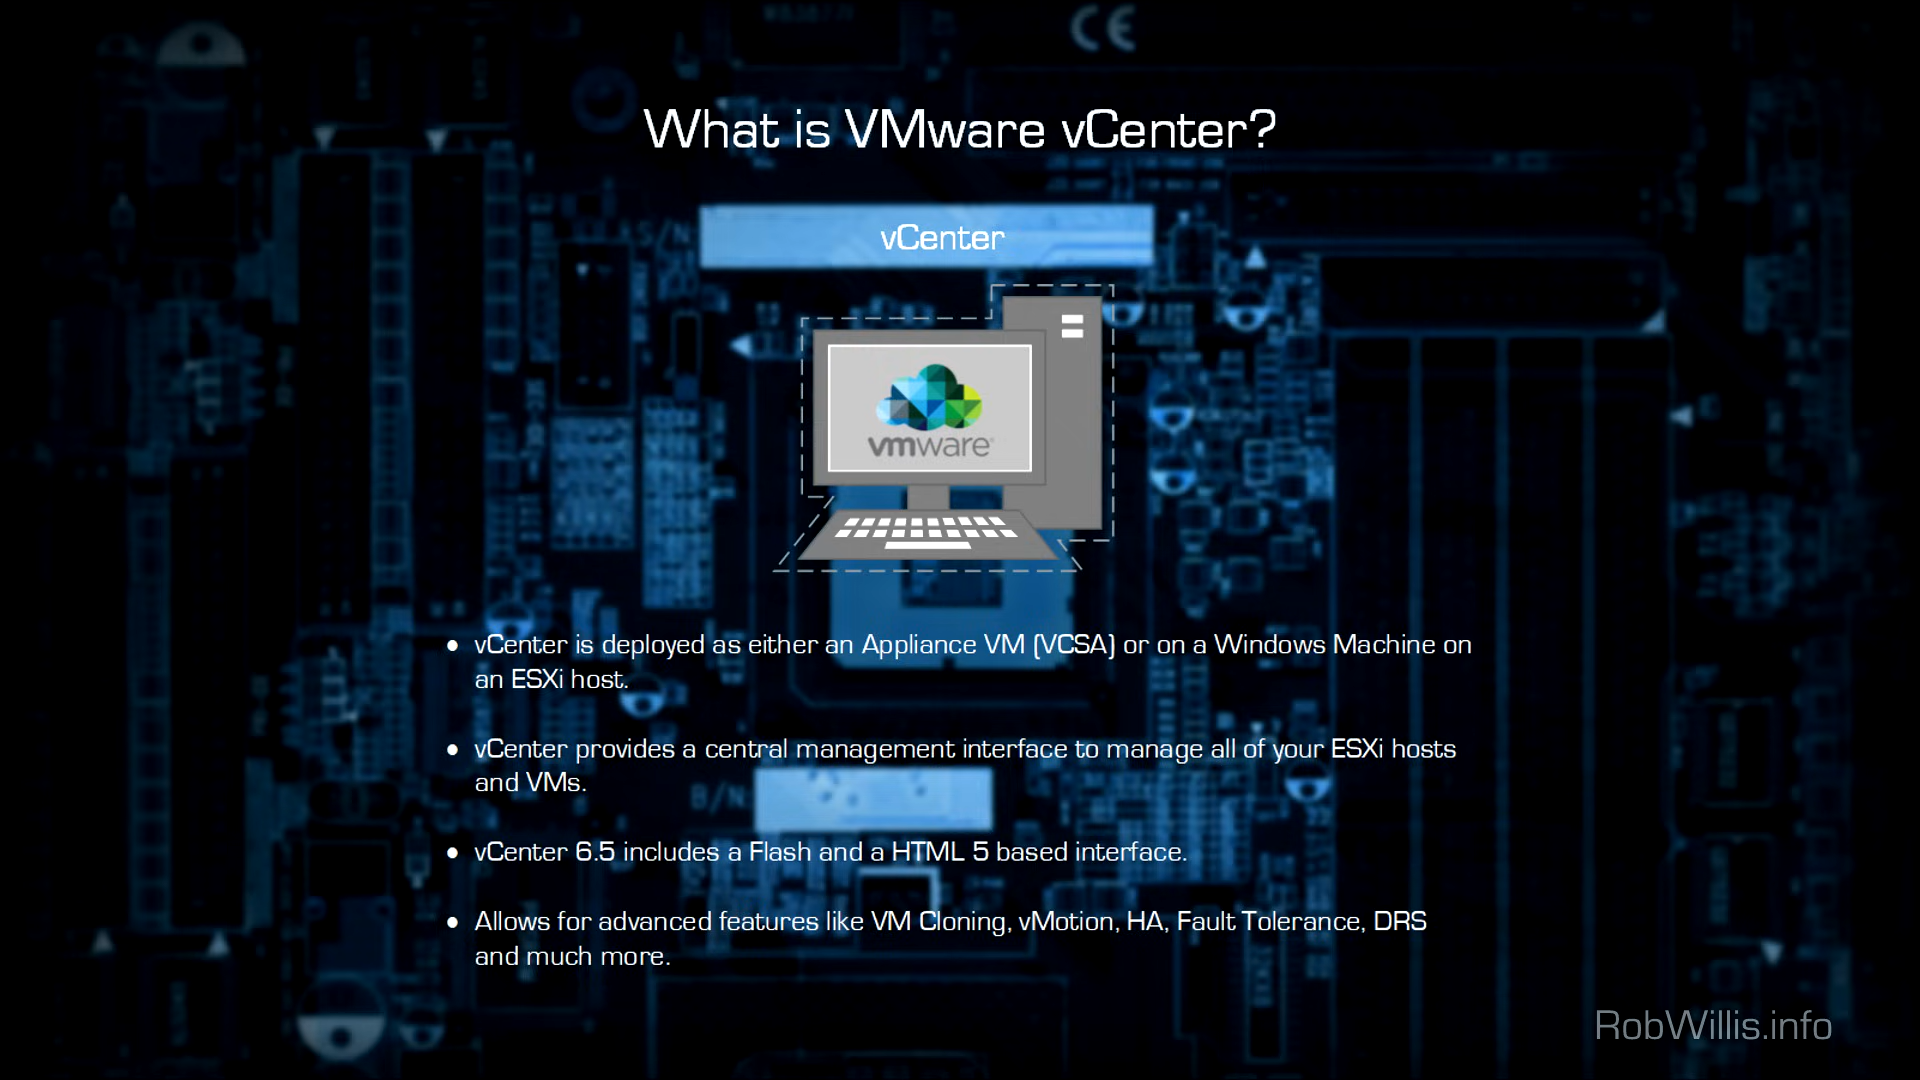 CE
What is VMware vCenter?
S/N
vCenter
vmware
● vCenter is deployed as either an Appliance VM (VCSA) or on a Windows Machine on
an ESXi host.
● vCenter provides a central management interface to manage all of your ESXi hosts
and VMs.
B/N
● vCenter 6.5 includes a Flash and a HTML 5 based interface.
● Allows for advanced features like VM Cloning, vMotion, HA, Fault Tolerance, DRS
and much more.
RobWillis.info